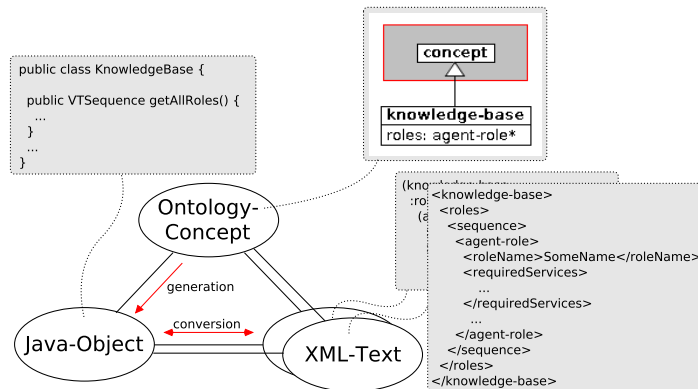 public class KnowledgeBase {
public VTSequence getAllRoles() {
...
}
...
}
concept
knowledge-base
roles: agent-role*
Ontology-
Concept
generation
conversion
Java-Object
XML-Text
<knowledge-base>
<roles>
<sequence>
<agent-role>
<roleName>SomeName</roleName>
<requiredServices>
...
</requiredServices>
...
</agent-role>
</sequence>
</roles>
</knowledge-base>